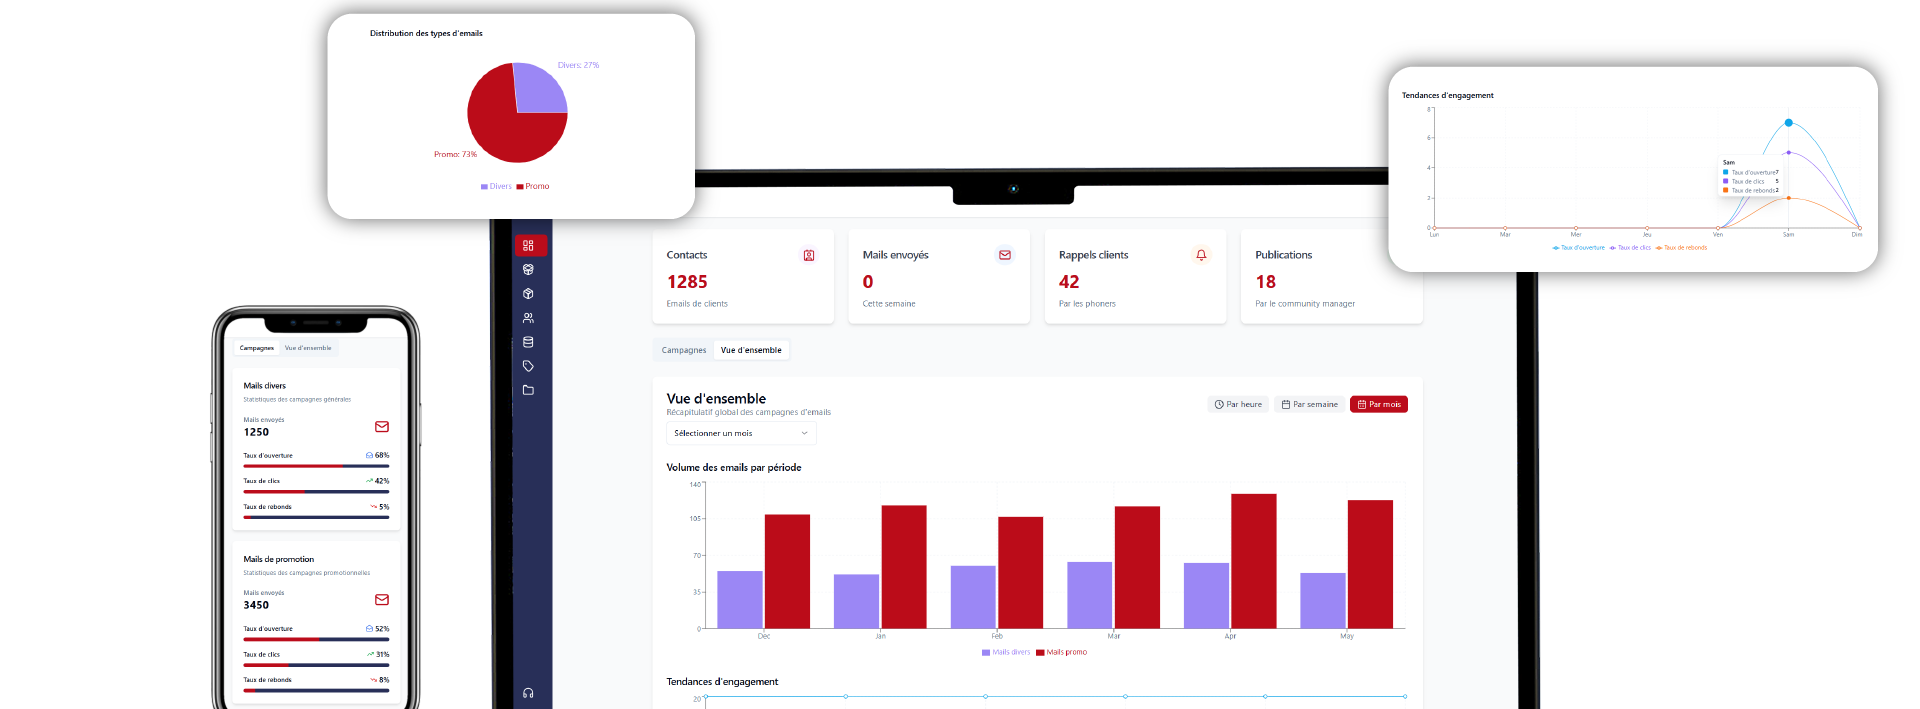 Distribution des types d'emails
Divers: 27%
Promo: 73%
Divers Promo
Tendances d'engagement
8
6
4
2
0
Lun Mar Mer Jeu Ven Sam Dim
Sam
Taux d'ouverture 7
Taux de clics 5
Taux de rebonds 2
Taux d'ouverture Taux de clics Taux de rebonds
Contacts
1285
Emails de clients
Mails envoyés
0
Cette semaine
Rappels clients
42
Par les phoners
Publications
18
Par le community manager
Campagnes Vue d'ensemble
Vue d'ensemble
Récapitulatif global des campagnes d'emails
Par heure Par semaine Par mois
Sélectionner un mois
Volume des emails par période
140
105
70
35
0
Dec Jan Feb Mar Apr May
Mails divers Mails promo
Tendances d'engagement
20
Campagnes Vue d'ensemble
Mails divers
Statistiques des campagnes générales
Mails envoyés
1250
Taux d'ouverture 68%
Taux de clics 42%
Taux de rebonds 5%
Mails de promotion
Statistiques des campagnes promotionnelles
Mails envoyés
3450
Taux d'ouverture 52%
Taux de clics 31%
Taux de rebonds 8%